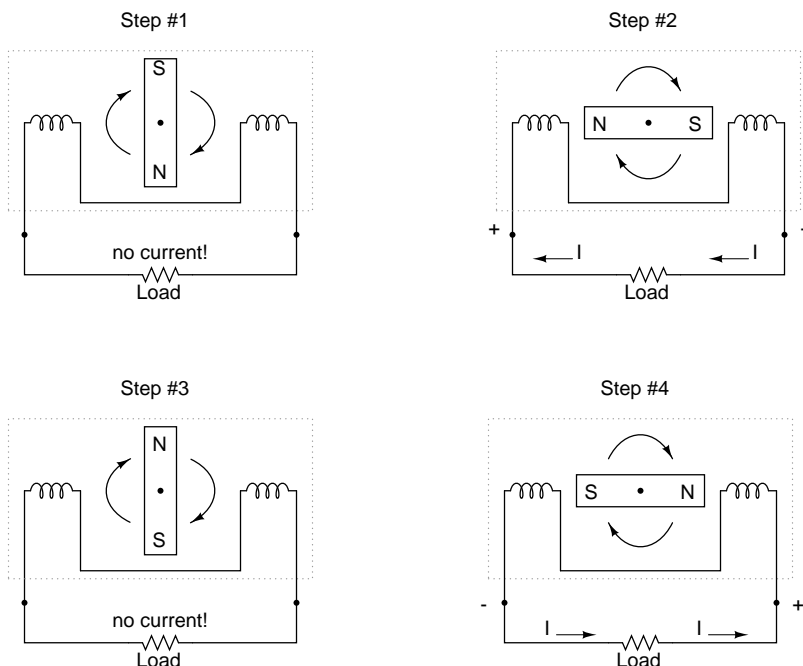 Step #1
S
N
no current!
Load
Step #2
N S
+ -
I I
Load
Step #3
N
S
no current!
Load
Step #4
S N
- +
I I
Load